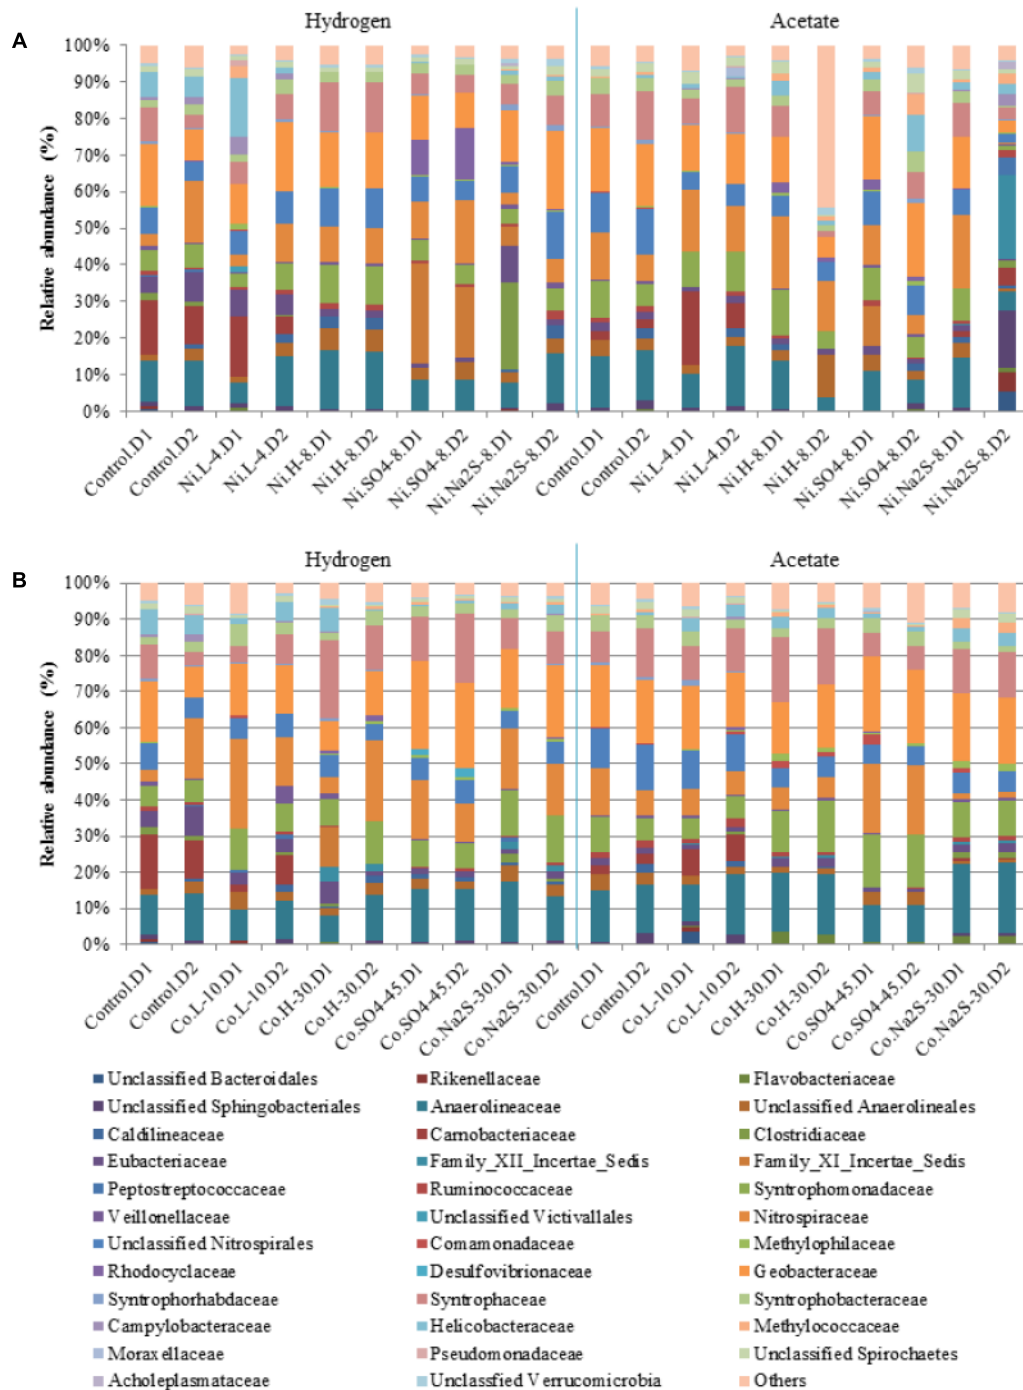 A
Hydrogen
Acetate
Relative abundance (%)
100%
90%
80%
70%
60%
50%
40%
30%
20%
10%
0%
Control.D1
Control.D2
Ni.L-4.D1
Ni.L-4.D2
Ni.H-8.D1
Ni.H-8.D2
Ni.SO4-8.D1
Ni.SO4-8.D2
Ni.Na2S-8.D1
Ni.Na2S-8.D2
Control.D1
Control.D2
Ni.L-4.D1
Ni.L-4.D2
Ni.H-8.D1
Ni.H-8.D2
Ni.SO4-8.D1
Ni.SO4-8.D2
Ni.Na2S-8.D1
Ni.Na2S-8.D2
B
Hydrogen
Acetate
Relative abundance (%)
100%
90%
80%
70%
60%
50%
40%
30%
20%
10%
0%
Control.D1
Control.D2
Co.L-10.D1
Co.L-10.D2
Co.H-30.D1
Co.H-30.D2
Co.SO4-45.D1
Co.SO4-45.D2
Co.Na2S-30.D1
Co.Na2S-30.D2
Control.D1
Control.D2
Co.L-10.D1
Co.L-10.D2
Co.H-30.D1
Co.H-30.D2
Co.SO4-45.D1
Co.SO4-45.D2
Co.Na2S-30.D1
Co.Na2S-30.D2
Unclassified Bacteroidales Rikenellaceae Flavobacteriaceae
Unclassified Sphingobacteriales Anaerolineaceae Unclassified Anaerolineales
Caldilineaceae Carnobacteriaceae Clostridiaceae
Eubacteriaceae Family_XII_Incertae_Sedis Family_XI_Incertae_Sedis
Peptostreptococcaceae Ruminococcaceae Syntrophomonadaceae
Veillonellaceae Unclassified Victivallales Nitrospiraceae
Unclassified Nitrospirales Comamonadaceae Methylophilaceae
Rhodocyclaceae Desulfovibrionaceae Geobacteraceae
Syntrophorhabdaceae Syntrophaceae Syntrophobacteraceae
Campylobacteraceae Helicobacteraceae Methylococcaceae
Moraxellaceae Pseudomonadaceae Unclassified Spirochaetes
Acholeplasmataceae Unclassfied Verrucomicrobia Others